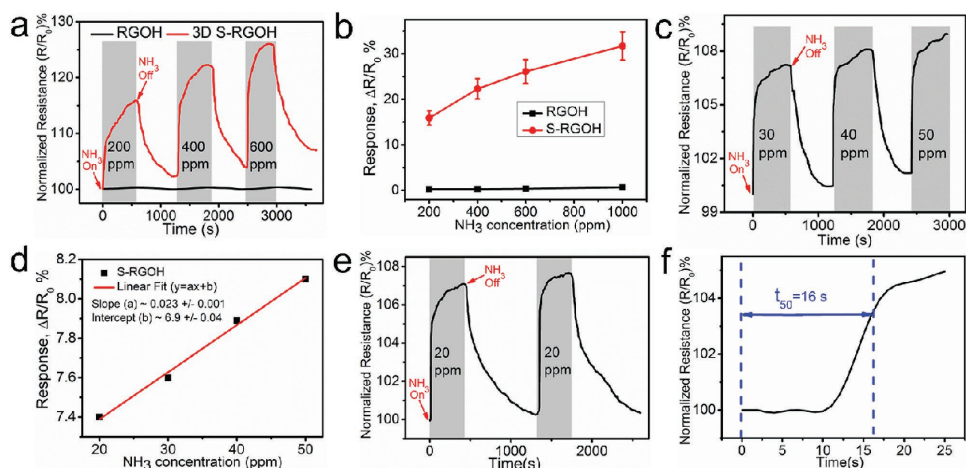 a
RGOH 3D S-RGOH
Normalized Resistance (R/R0)%
130
120
110
100
90
NH3
Off
NH3
On
200
ppm
400
ppm
600
ppm
0 1000 2000 3000
Time (s)
b
Response, ΔR/R0 %
30
20
10
0
RGOH
S-RGOH
200 400 600 800 1000
NH3 concentration (ppm)
c
Normalized Resistance (R/R0)%
108
105
102
99
NH3
Off
NH3
On
30
ppm
40
ppm
50
ppm
0 1000 2000 3000
Time (s)
d
Response, ΔR/R0 %
8.2
8.0
7.8
7.6
7.4
S-RGOH
Linear Fit (y=ax+b)
Slope (a) ~ 0.023 +/- 0.001
Intercept (b) ~ 6.9 +/- 0.04
20 30 40 50
NH3 concentration (ppm)
e
Normalized Resistance (R/R0)%
108
106
104
102
100
98
NH3
Off
NH3
On
20
ppm
20
ppm
0 1000 2000
Time(s)
f
Normalized Resistance (R/R0)%
104
102
100
t50=16 s
0 5 10 15 20 25
Time(s)